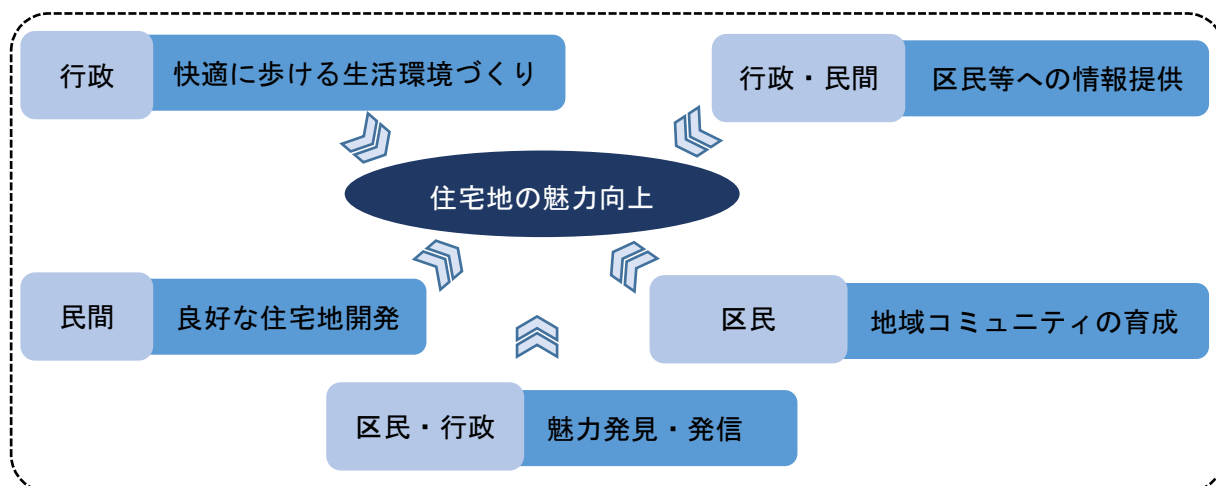 行政
快適に歩ける生活環境づくり
行政・民間
区民等への情報提供
住宅地の魅力向上
民間
良好な住宅地開発
区民
地域コミュニティの育成
区民・行政
魅力発見・発信